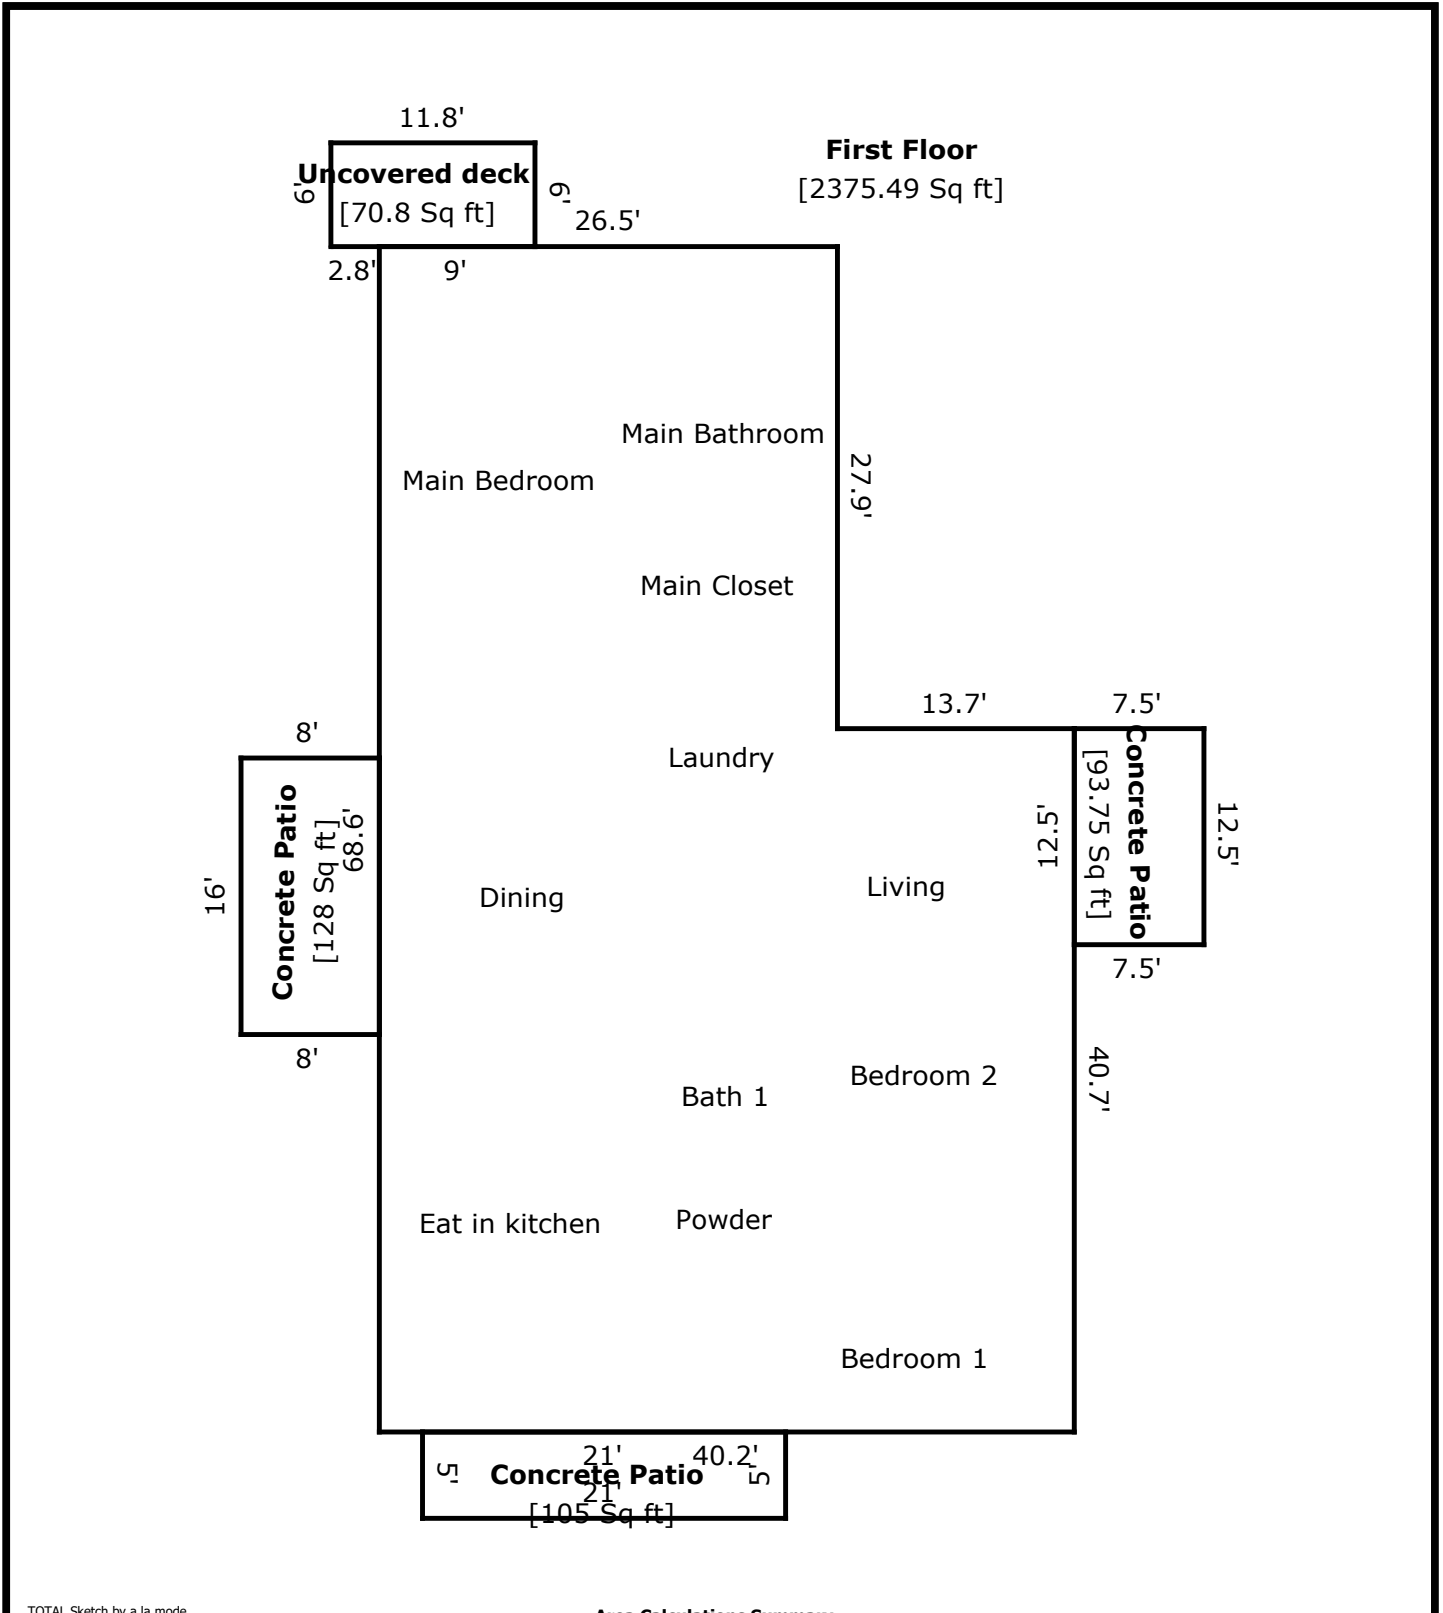 11.8'
First Floor
[2375.49 Sq ft]
Uncovered deck
[70.8 Sq ft]
6'
6'
26.5'
2.8'
9'
Main Bathroom
Main Bedroom
27.9'
Main Closet
13.7'
7.5'
8'
Laundry
Concrete Patio
[93.75 Sq ft]
12.5'
12.5'
Concrete Patio
[128 Sq ft]
68.6'
16'
Dining
Living
7.5'
8'
Bedroom 2
40.7'
Bath 1
Eat in kitchen
Powder
Bedroom 1
21'
40.2'
5'
Concrete Patio
5'
21'
[105 Sq ft]
TOTAL Sketch by a la mode
Area Calculations Summary